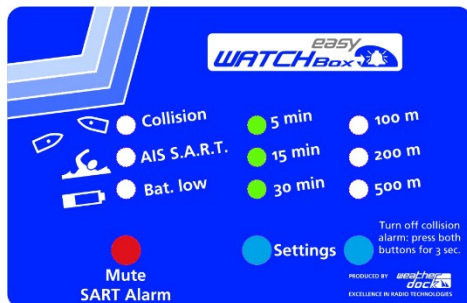 easy
WATCHBox
Collision
5 min
100 m
AIS S.A.R.T.
15 min
200 m
Bat. low
30 min
500 m
Settings
Turn off collision
alarm: press both
buttons for 3 sec.
Mute
SART Alarm
PRODUCED BY weather
dock
EXCELLENCE IN RADIO TECHNOLOGIES